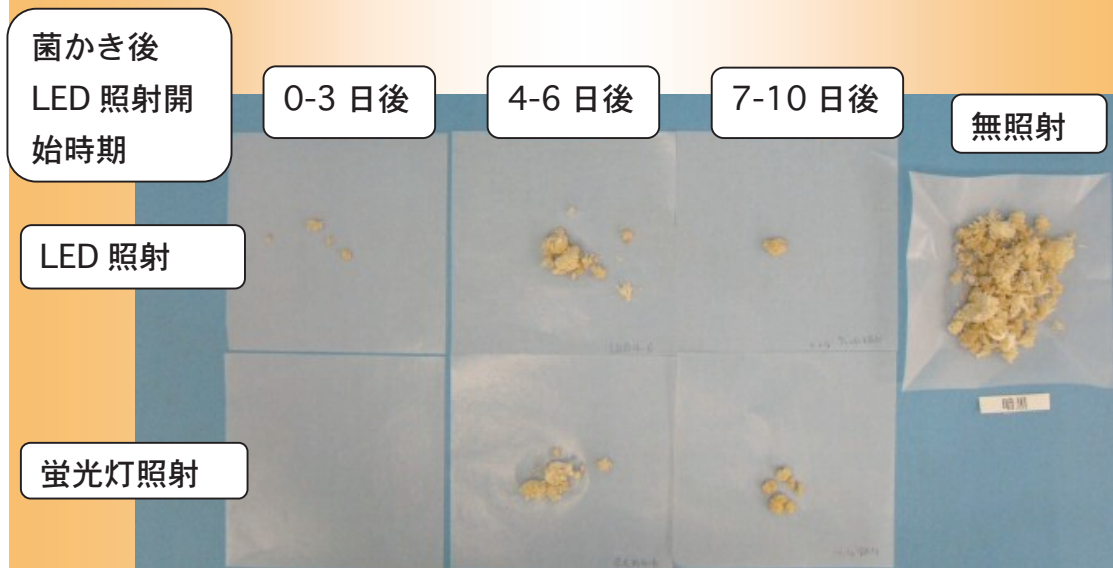 菌かき後
LED 照射開
始時期
0-3 日後
4-6 日後
7-10 日後
無照射
LED 照射
暗黒
蛍光灯照射